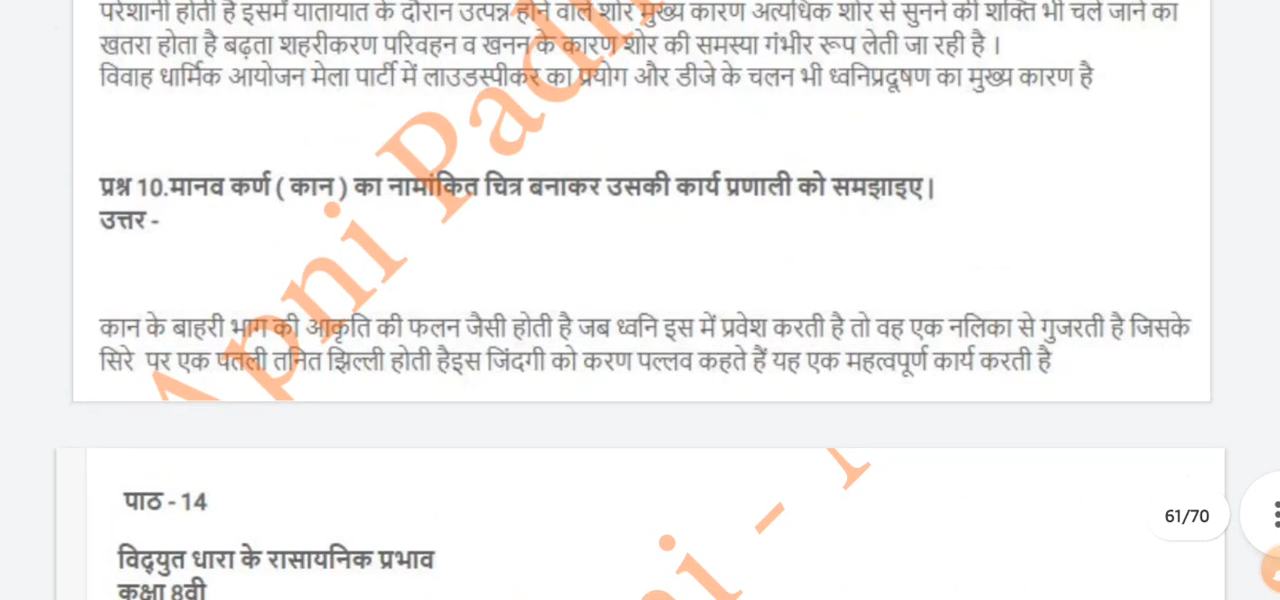 परेशानी होती है इसमें यातायात के दौरान उत्पन्न होने वाले शोर मुख्य कारण अत्यधिक शोर से सुनने की शक्ति भी चले जाने का
खतरा होता है बढ़ता शहरीकरण परिवहन व खनन के कारण शोर की समस्या गंभीर रूप लेती जा रही है ।
विवाह धार्मिक आयोजन मेला पार्टी में लाउडस्पीकर का प्रयोग और डीजे के चलन भी ध्वनिप्रदूषण का मुख्य कारण है
प्रश्न 10.मानव कर्ण ( कान ) का नामांकित चित्र बनाकर उसकी कार्य प्रणाली को समझाइए।
उत्तर -
कान के बाहरी भाग की आकृति की फलन जैसी होती है जब ध्वनि इस में प्रवेश करती है तो वह एक नलिका से गुजरती है जिसके
सिरे पर एक पतली तनित झिल्ली होती हैइस जिंदगी को करण पल्लव कहते हैं यह एक महत्वपूर्ण कार्य करती है
Apni Padh
पाठ - 14
61/70
विद्युत धारा के रासायनिक प्रभाव
कक्षा 8वी